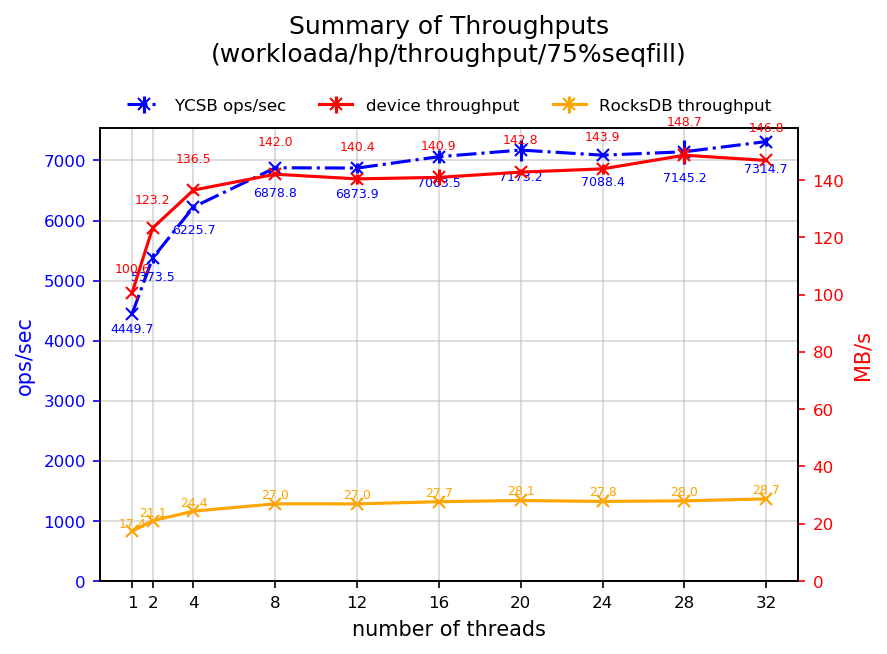 Summary of Throughputs
(workloada/hp/throughput/75%seqfill)
YCSB ops/sec device throughput RocksDB throughput
148.7 146.8
142.0 140.4 140.9 142.8 143.9
136.5
7000
6878.8 6873.9 7063.5 7173.2 7088.4 7145.2 7314.7
140
123.2
6000
6225.7
120
100.6
5373.5
5000
100
4449.7
4000
80
ops/sec
MB/s
3000
60
2000
40
17.4 21.1 24.4 27.0 27.0 27.7 28.1 27.8 28.0 28.7
1000
20
0
0
1 2 4 8 12 16 20 24 28 32
number of threads